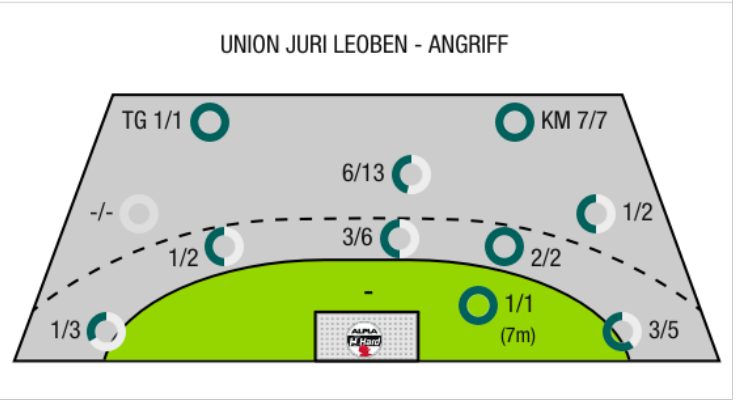 UNION JURI LEOBEN - ANGRIFF
TG 1/1
KM 7/7
6/13
-/-
1/2
1/2
3/6
2/2
-
1/1
(7m)
1/3
3/5
ALPLA
Hard